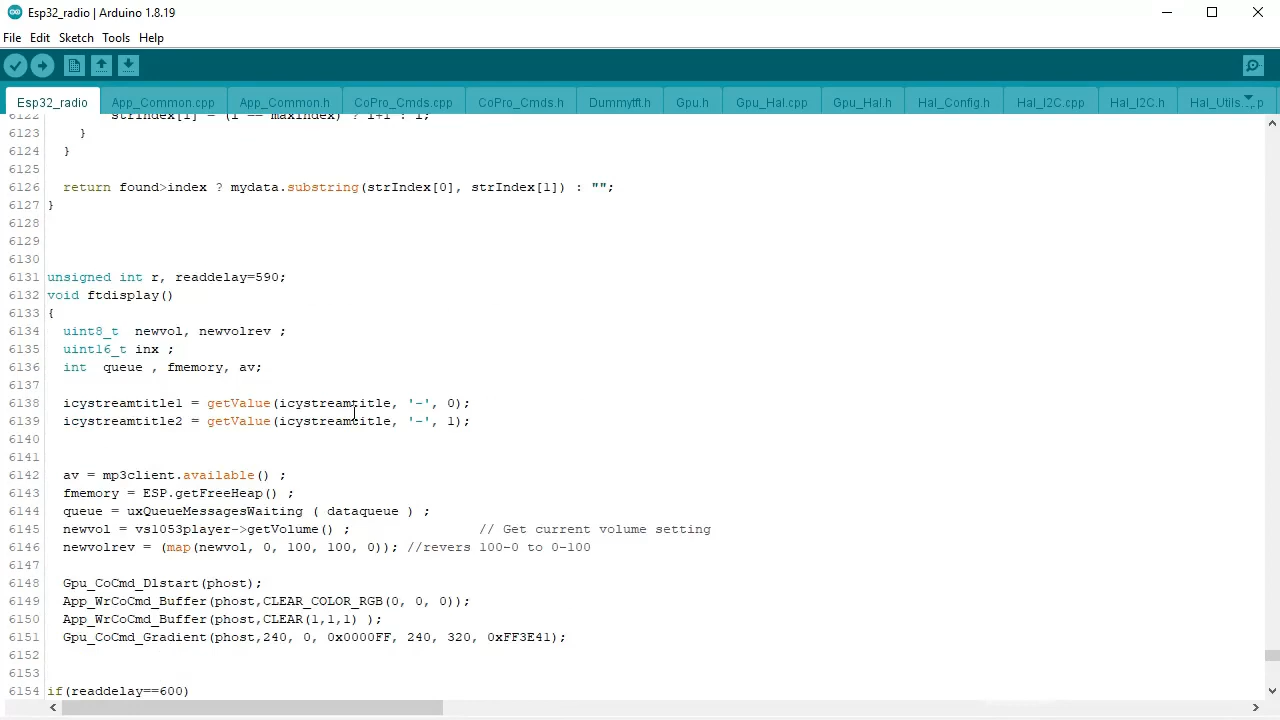 Esp32_radio | Arduino 1.8.19
File Edit Sketch Tools Help
Esp32_radio App_Common.cpp App_Common.h CoPro_Cmds.cpp CoPro_Cmds.h Dummytft.h Gpu.h Gpu_Hal.cpp Gpu_Hal.h Hal_Config.h Hal_I2C.cpp Hal_I2C.h
6122 strIndex[1] = (i == maxIndex) ? i+1 : i;
6123 }
6124 }
6125
6126 return found>index ? mydata.substring(strIndex[0], strIndex[1]) : "";
6127 }
6128
6129
6130
6131 unsigned int r, readdelay=590;
6132 void ftdisplay()
6133 {
6134 uint8_t newvol, newvolrev ;
6135 uint16_t inx ;
6136 int queue , fmemory, av;
6137
6138 icystreamtitle1 = getValue(icystreamtitle, '-', 0);
6139 icystreamtitle2 = getValue(icystreamtitle, '-', 1);
6140
6141
6142 av = mp3client.available() ;
6143 fmemory = ESP.getFreeHeap() ;
6144 queue = uxQueueMessagesWaiting ( dataqueue ) ;
6145 newvol = vs1053player->getVolume() ; // Get current volume setting
6146 newvolrev = (map(newvol, 0, 100, 100, 0)); //revers 100-0 to 0-100
6147
6148 Gpu_CoCmd_Dlstart(phost);
6149 App_WrCoCmd_Buffer(phost,CLEAR_COLOR_RGB(0, 0, 0));
6150 App_WrCoCmd_Buffer(phost,CLEAR(1,1,1) );
6151 Gpu_CoCmd_Gradient(phost,240, 0, 0x0000FF, 240, 320, 0xFF3E41);
6152
6153
6154 if(readdelay==600)